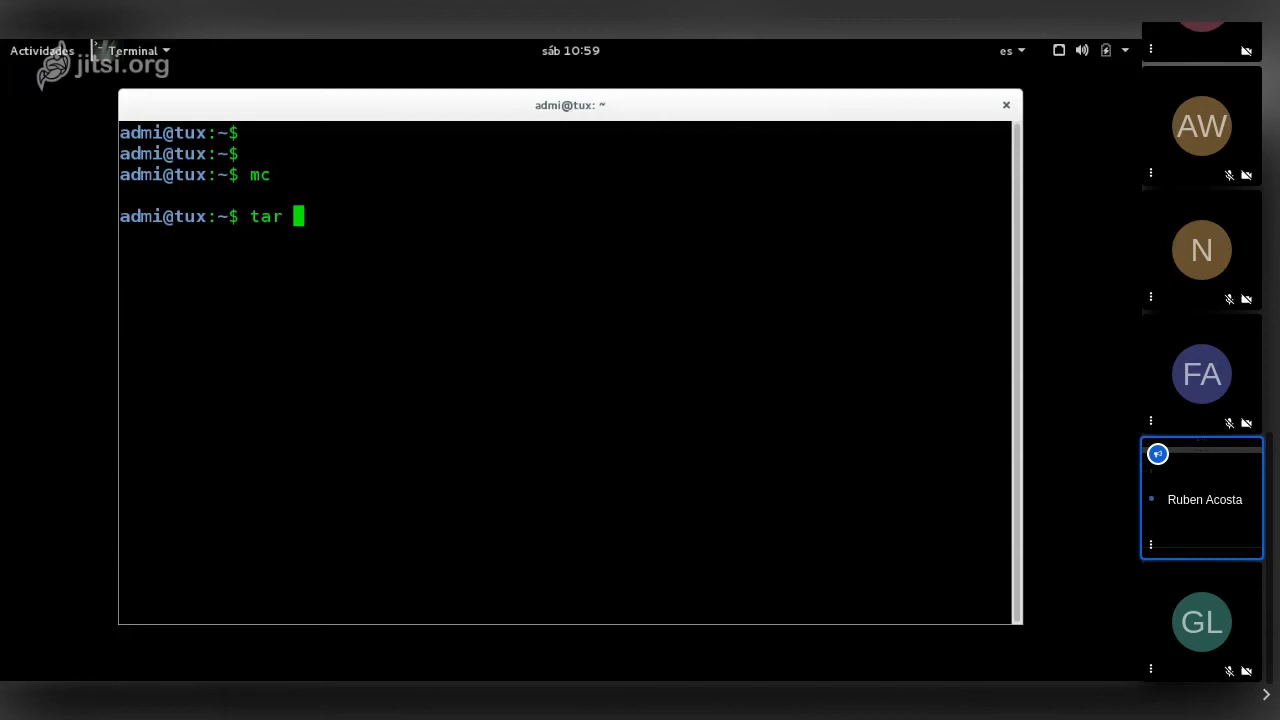 Actividades Terminal sáb 10:59 es
jitsi.org
admi@tux: ~
admi@tux:~$
admi@tux:~$
admi@tux:~$ mc
admi@tux:~$ tar
AW
N
FA
Ruben Acosta
GL